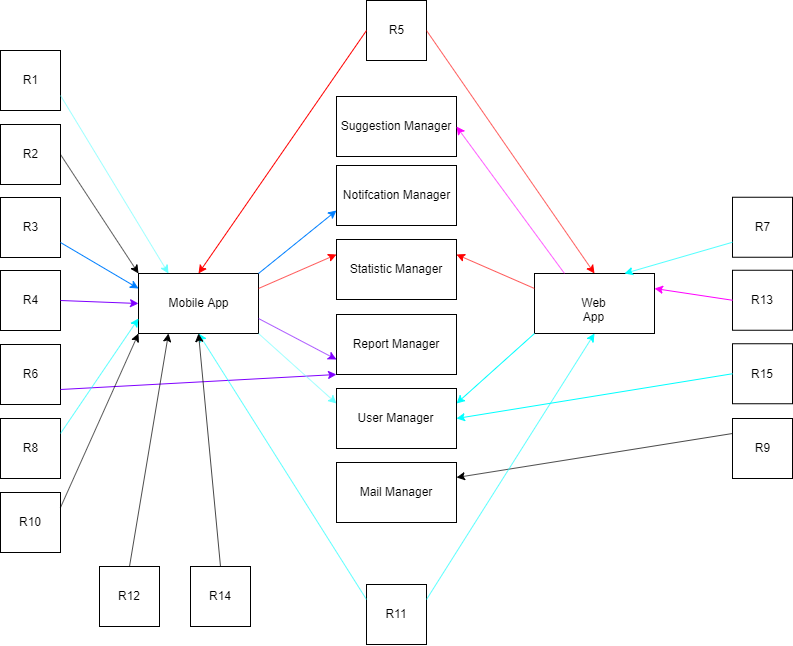 R5
R1
Suggestion Manager
R2
Notifcation Manager
R3
R7
Statistic Manager
R4
Mobile App
Web
App
R13
Report Manager
R6
R15
User Manager
R8
R9
Mail Manager
R10
R12
R14
R11